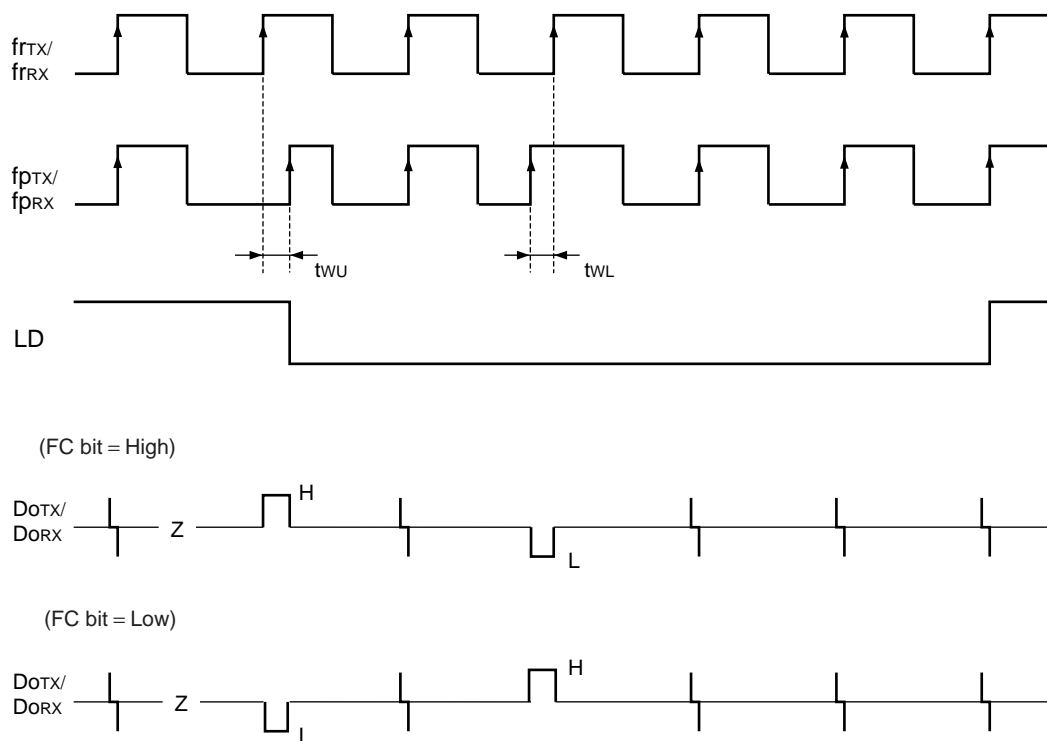 frTX/
frRX
fpTX/
fpRX
tWU
tWL
LD
(FC bit = High)
DoTX/
DoRX
Z
H
L
(FC bit = Low)
DoTX/
DoRX
Z
L
H